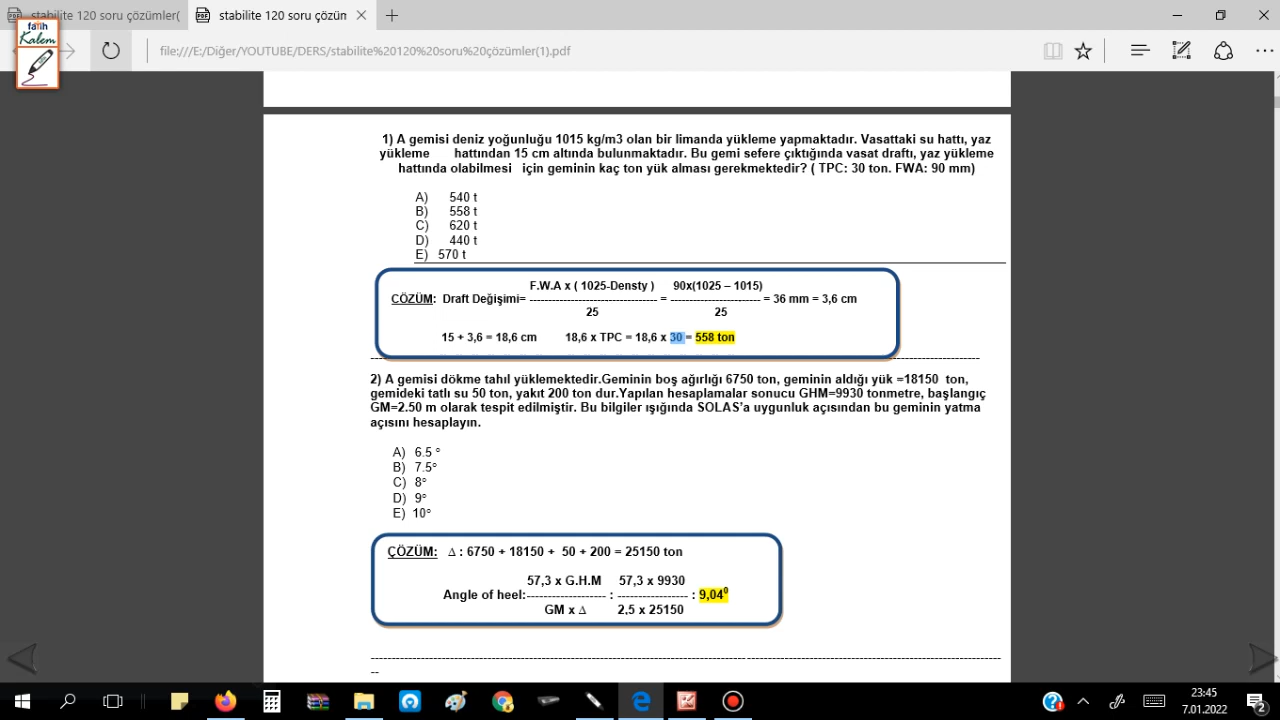 stabilite 120 soru çözümler(
stabilite 120 soru çözün
fatih
Kalem
file:///E:/Diğer/YOUTUBE/DERS/stabilite%20120%20soru%20çözümler(1).pdf
1) A gemisi deniz yoğunluğu 1015 kg/m3 olan bir limanda yükleme yapmaktadır. Vasattaki su hattı, yaz
yükleme hattından 15 cm altında bulunmaktadır. Bu gemi sefere çıktığında vasat draftı, yaz yükleme
hattında olabilmesi için geminin kaç ton yük alması gerekmektedir? ( TPC: 30 ton. FWA: 90 mm)
A) 540 t
B) 558 t
C) 620 t
D) 440 t
E) 570 t
F.W.A x ( 1025-Densty ) 90x(1025 – 1015)
ÇÖZÜM: Draft Değişimi= ---------------------------------- = ------------------------ = 36 mm = 3,6 cm
25 25
15 + 3,6 = 18,6 cm 18,6 x TPC = 18,6 x 30 = 558 ton
2) A gemisi dökme tahıl yüklemektedir.Geminin boş ağırlığı 6750 ton, geminin aldığı yük =18150 ton,
gemideki tatlı su 50 ton, yakıt 200 ton dur.Yapılan hesaplamalar sonucu GHM=9930 tonmetre, başlangıç
GM=2.50 m olarak tespit edilmiştir. Bu bilgiler ışığında SOLAS'a uygunluk açısından bu geminin yatma
açısını hesaplayın.
A) 6.5 °
B) 7.5°
C) 8°
D) 9°
E) 10°
ÇÖZÜM: Δ : 6750 + 18150 + 50 + 200 = 25150 ton
57,3 x G.H.M 57,3 x 9930
Angle of heel:------------------- : ----------------- : 9,04⁰
GM x Δ 2,5 x 25150
23:45
7.01.2022
2